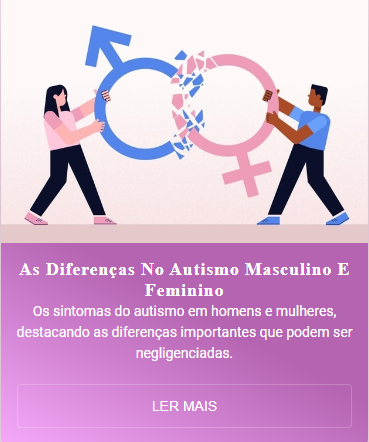 As Diferenças No Autismo Masculino E
Feminino
Os sintomas do autismo em homens e mulheres,
destacando as diferenças importantes que podem ser
negligenciadas.
LER MAIS